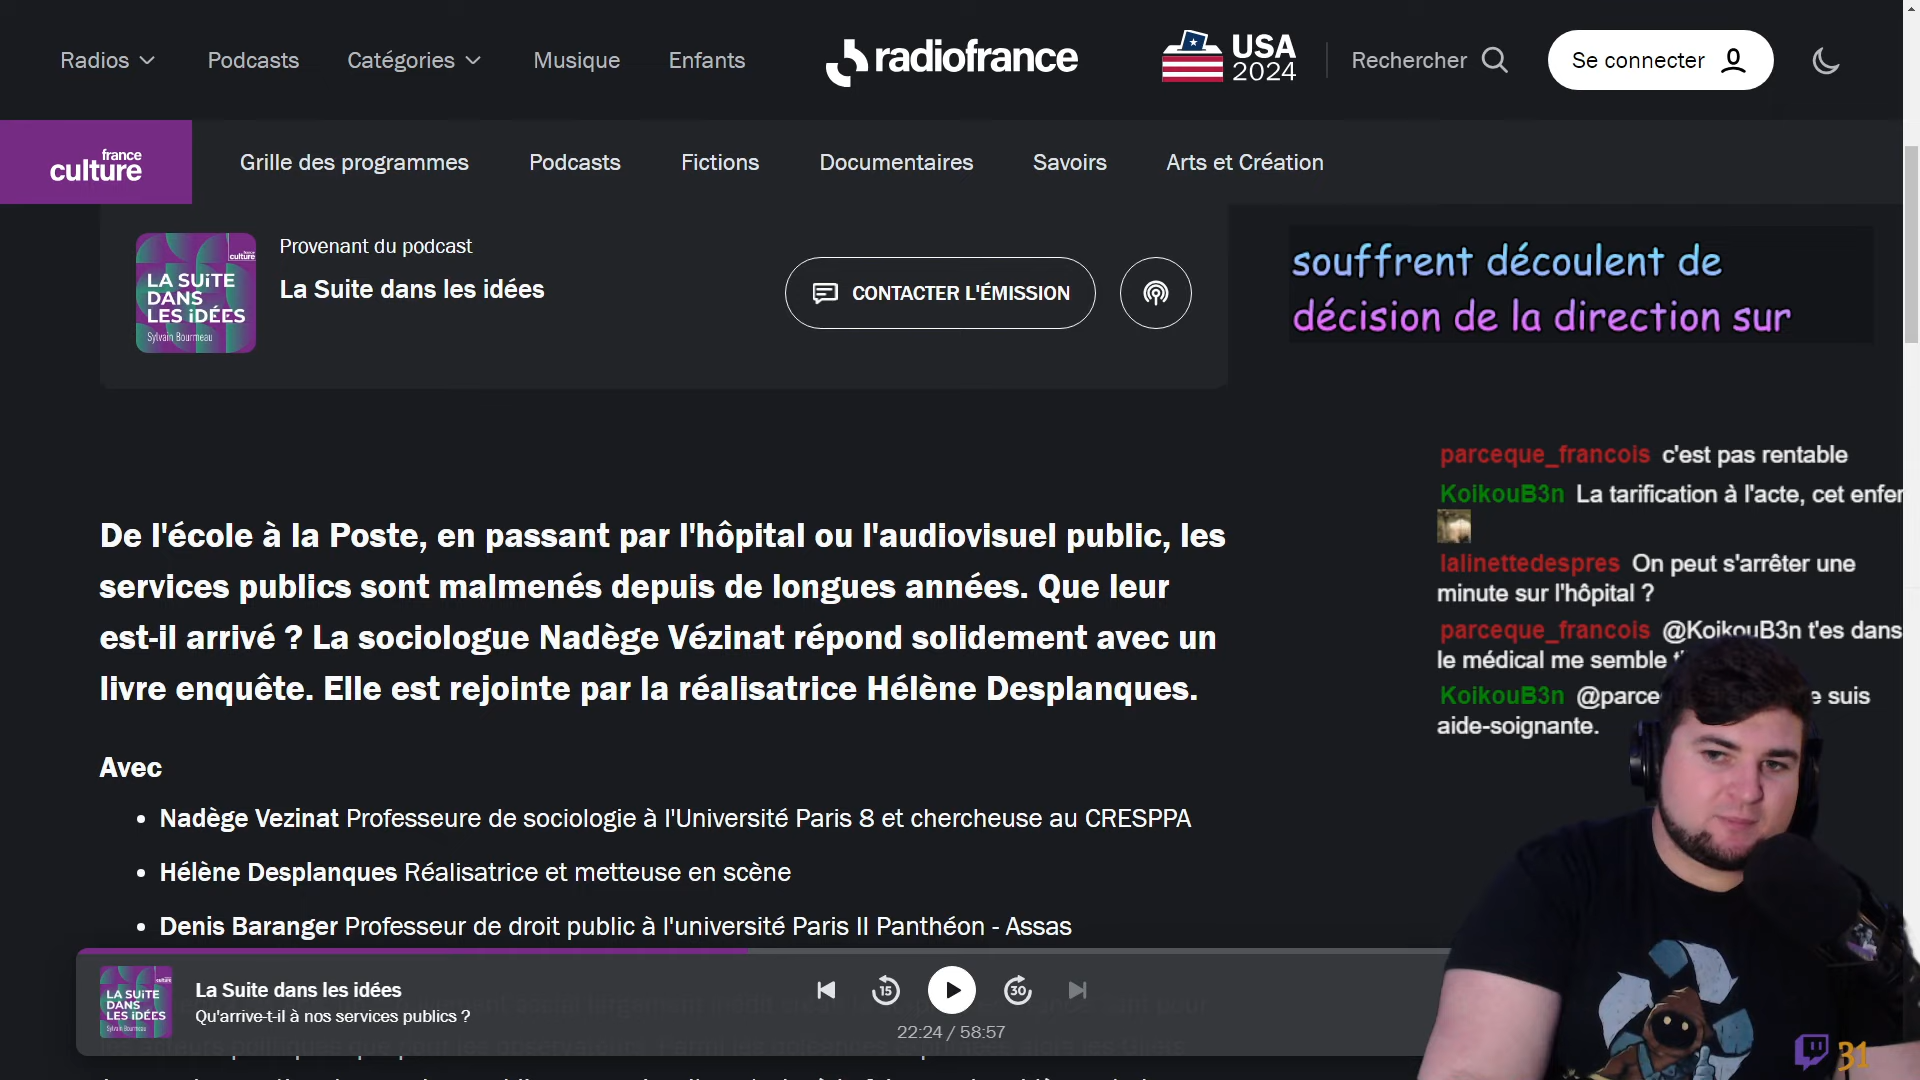 Radios
Podcasts
Catégories
Musique
Enfants
radiofrance
USA
2024
Rechercher
Se connecter
france
culture
Grille des programmes
Podcasts
Fictions
Documentaires
Savoirs
Arts et Création
france
culture
LA SUiTE
DANS
LES iDÉES
Sylvain Bourmeau
Provenant du podcast
La Suite dans les idées
CONTACTER L'ÉMISSION
souffrent découlent de
décision de la direction sur
parceque_francois c'est pas rentable
KoikouB3n La tarification à l'acte, cet enfer
lalinettedespres On peut s'arrêter une
minute sur l'hôpital ?
parceque_francois @KoikouB3n t'es dans
le médical me semble
KoikouB3n suis
aide-soignante.
De l'école à la Poste, en passant par l'hôpital ou l'audiovisuel public, les
services publics sont malmenés depuis de longues années. Que leur
est-il arrivé ? La sociologue Nadège Vézinat répond solidement avec un
livre enquête. Elle est rejointe par la réalisatrice Hélène Desplanques.
Avec
• Nadège Vezinat Professeure de sociologie à l'Université Paris 8 et chercheuse au CRESPPA
• Hélène Desplanques Réalisatrice et metteuse en scène
• Denis Baranger Professeur de droit public à l'université Paris II Panthéon - Assas
LA SUiTE
DANS
LES iDÉES
Sylvain Bourmeau
La Suite dans les idées
Qu'arrive-t-il à nos services publics ?
15
30
22:24 / 58:57
31